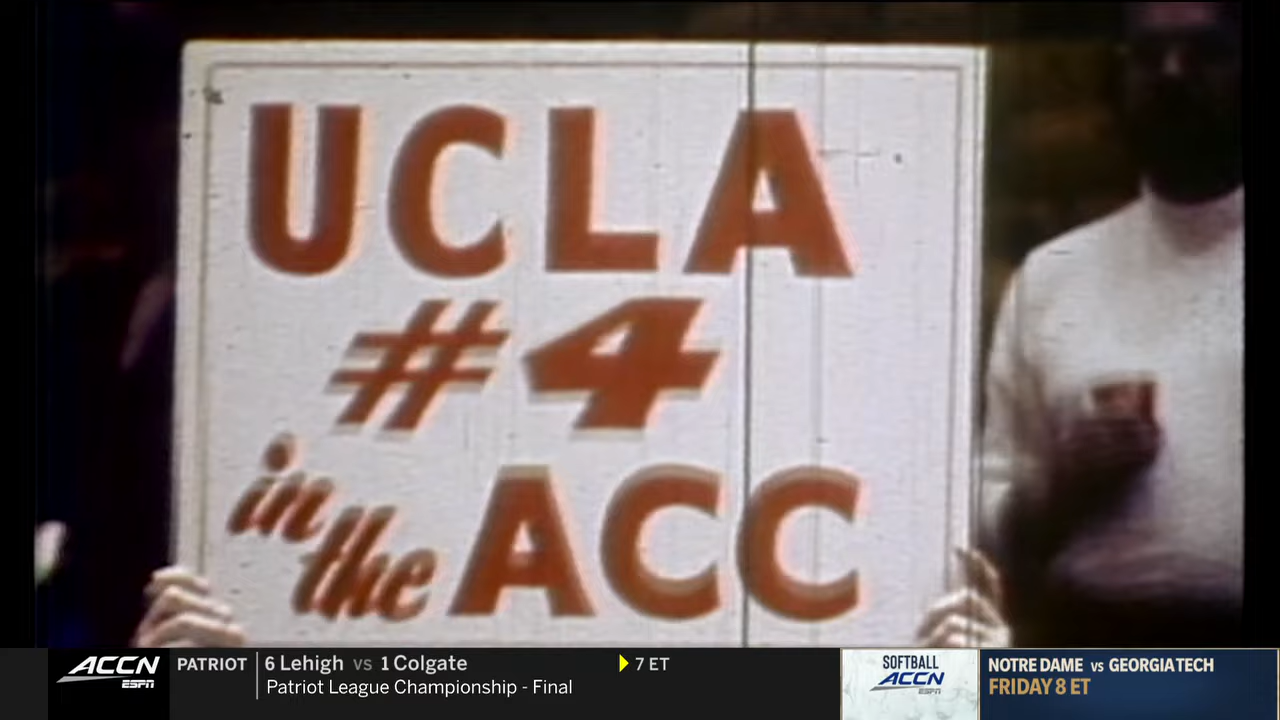 UCLA
#4
in the ACC
ACCN
ESPN
PATRIOT
6 Lehigh vs 1 Colgate
7 ET
Patriot League Championship - Final
SOFTBALL
ACCN
ESPN
NOTRE DAME vs GEORGIA TECH
FRIDAY 8 ET